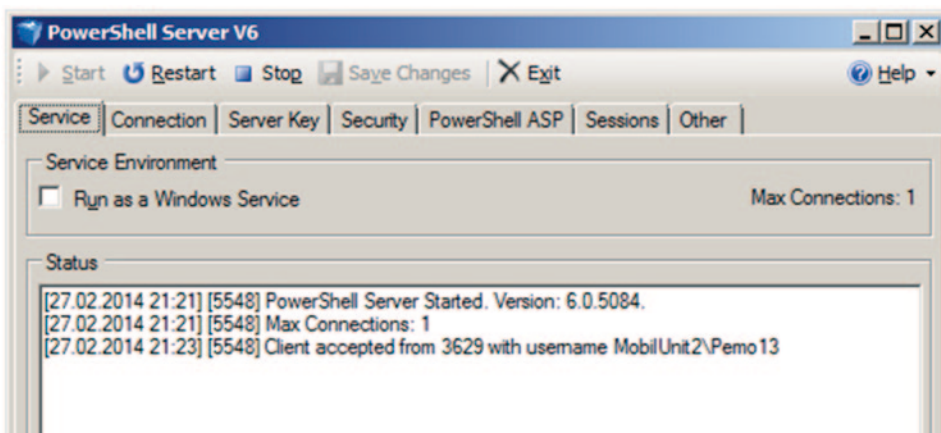 PowerShell Server V6
Start Restart Stop Save Changes Exit Help
Service Connection Server Key Security PowerShell ASP Sessions Other
Service Environment
Run as a Windows Service Max Connections: 1
Status
[27.02.2014 21:21] [5548] PowerShell Server Started. Version: 6.0.5084.
[27.02.2014 21:21] [5548] Max Connections: 1
[27.02.2014 21:23] [5548] Client accepted from 3629 with username MobilUnit2\Pemo13